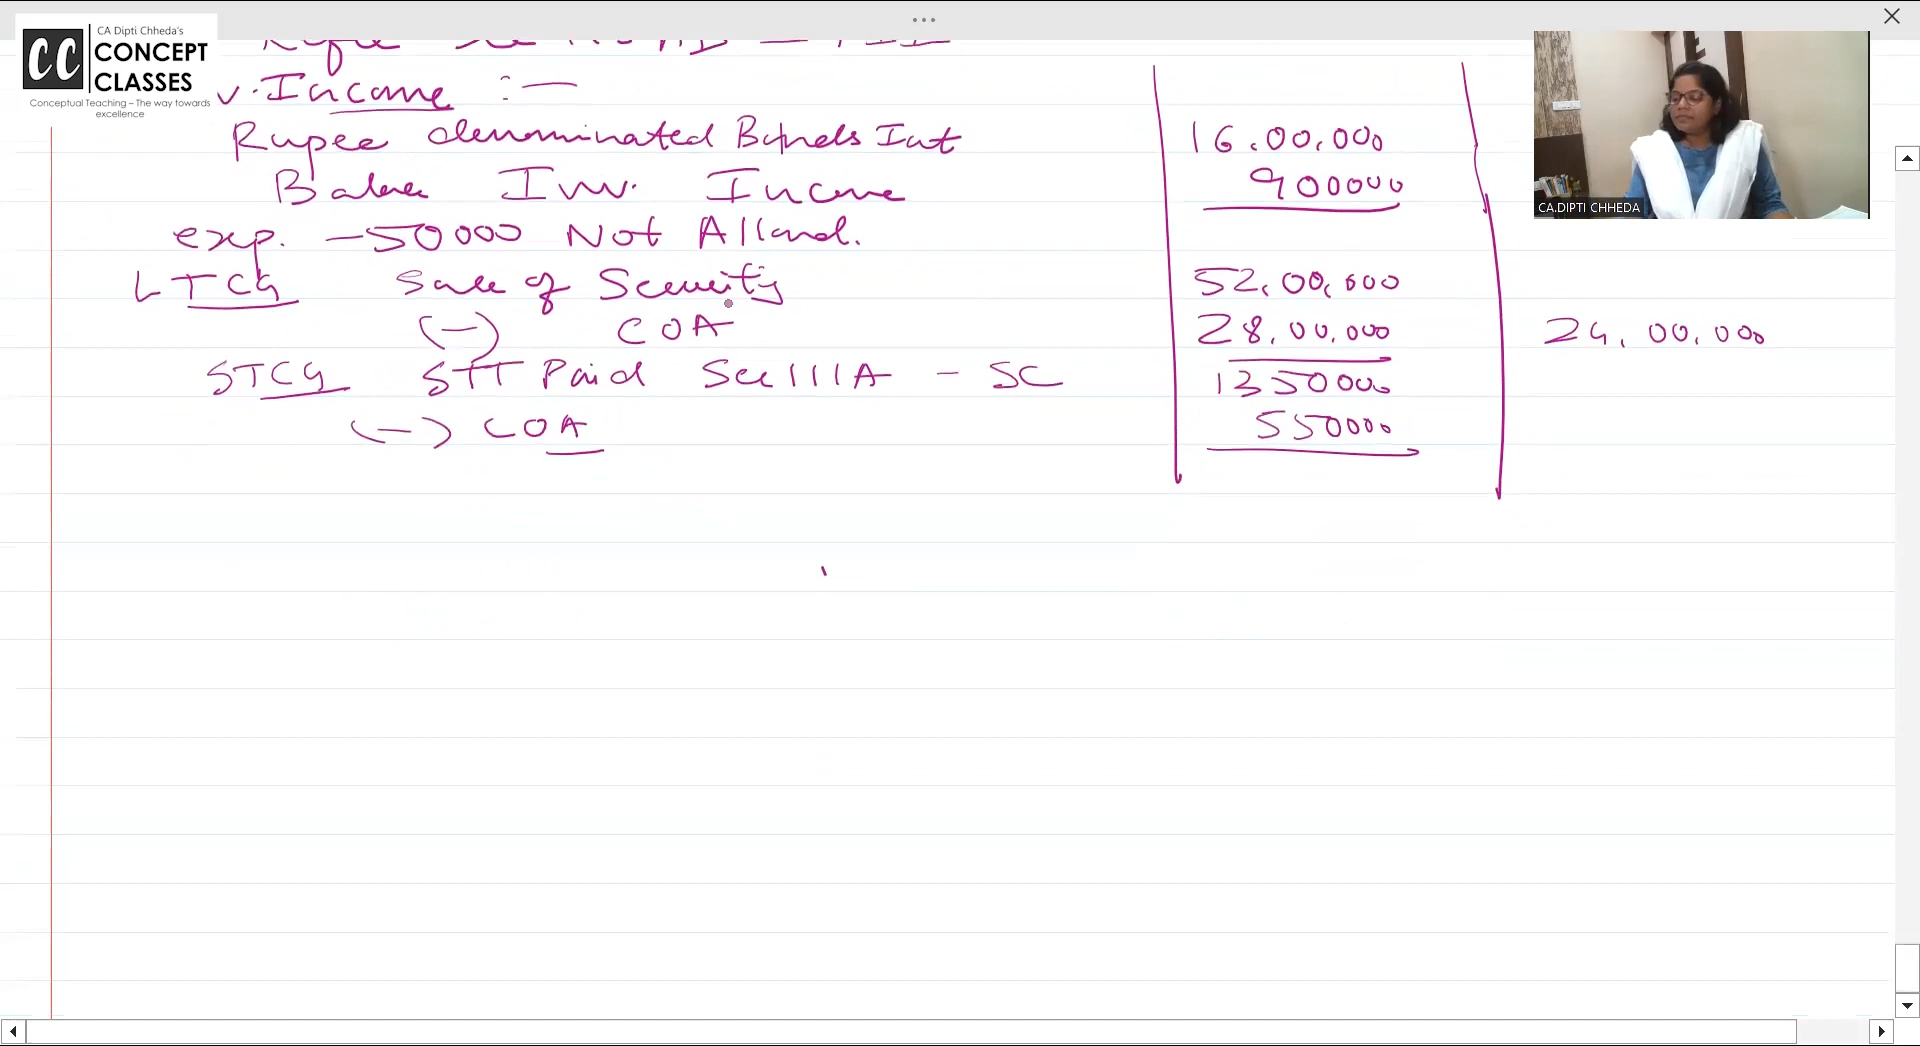 CA Dipti Chheda's
CC CONCEPT
CLASSES
Conceptual Teaching – The way towards
excellence
CA.DIPTI CHHEDA
v. Income :—
Rupee denominated Bonds Int 16,00,000
Inv. Income 900000
exp. – 50000 Not Allowed.
LTCG Sale of Security 52,00,000
(–) COA 28,00,000 24,00,000
STCG STT Paid Sec 111A – SC 1350000
(–) COA 550000